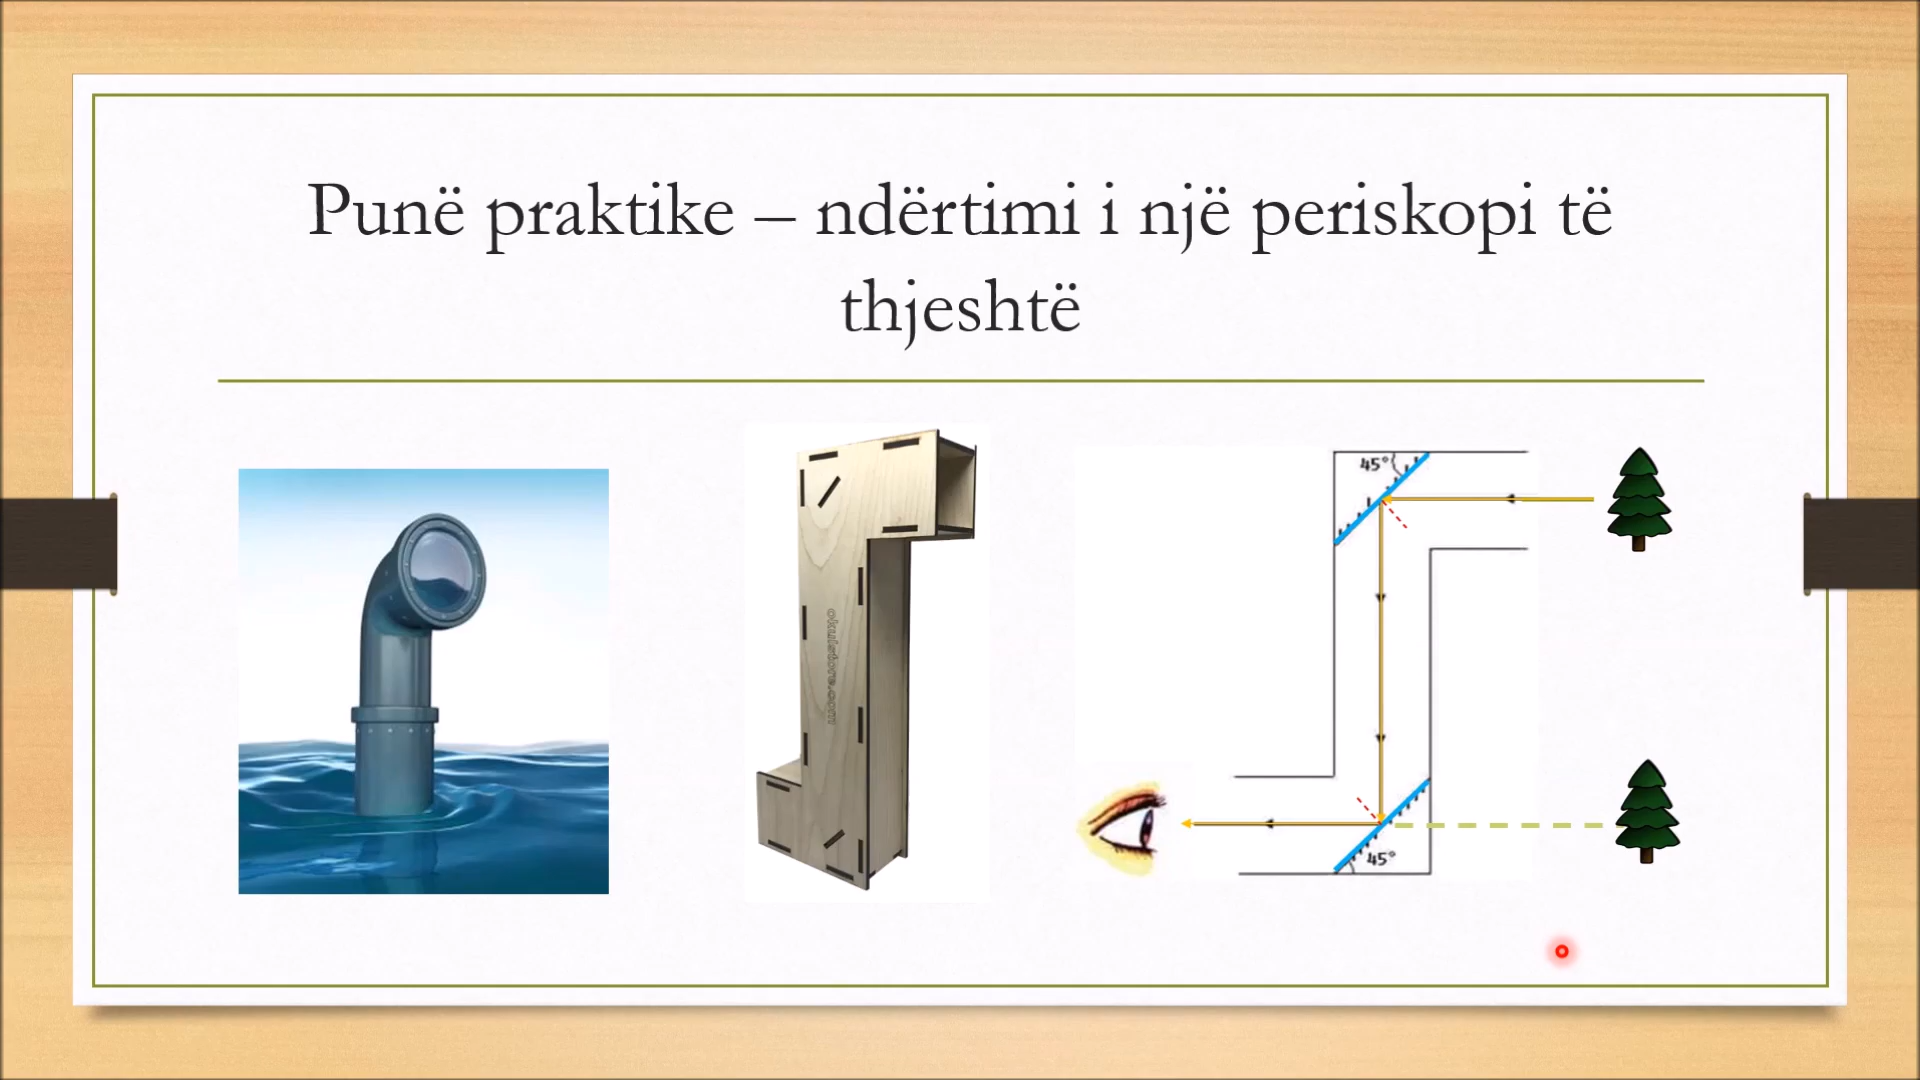 Punë praktike – ndërtimi i një periskopi të
thjeshtë
45°
45°